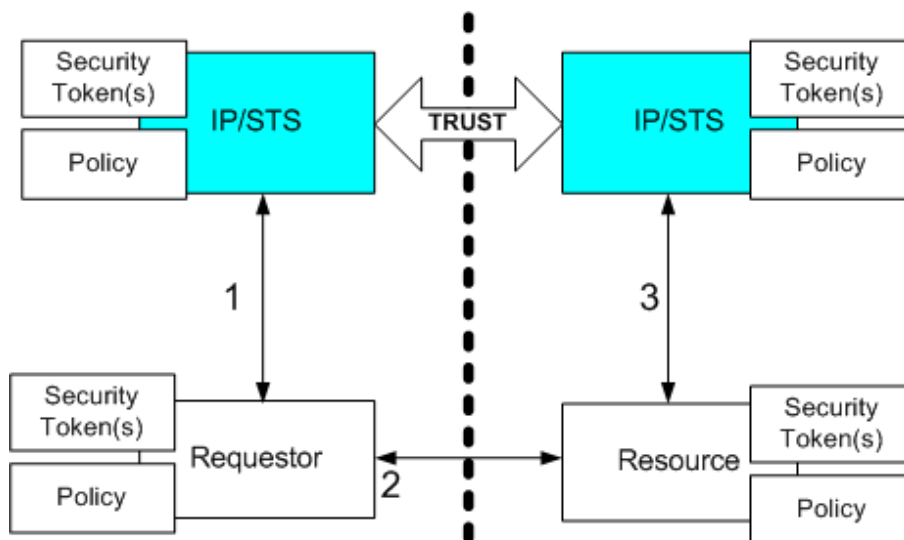 Security
Token(s)
Policy
IP/STS
TRUST
IP/STS
Security
Token(s)
Policy
1
3
Security
Token(s)
Policy
Requestor
2
Resource
Security
Token(s)
Policy